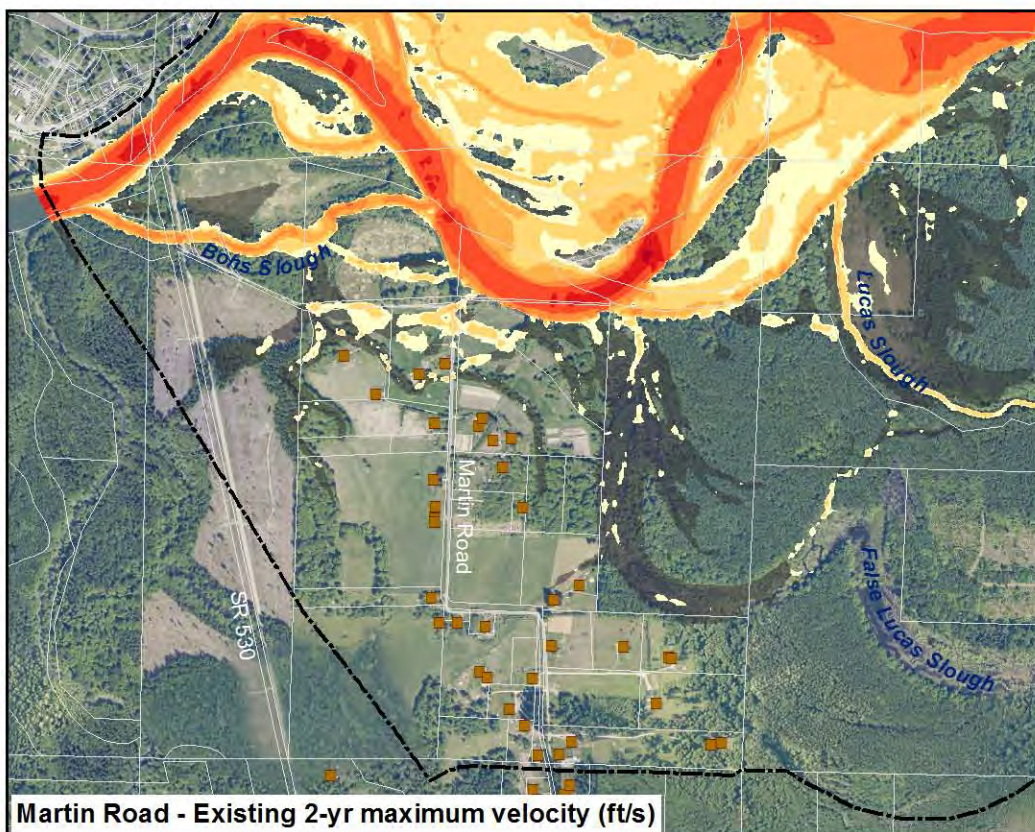 Bohs Slough
Lucas Slough
Martin Road
False Lucas Slough
SR 530
Martin Road - Existing 2-yr maximum velocity (ft/s)